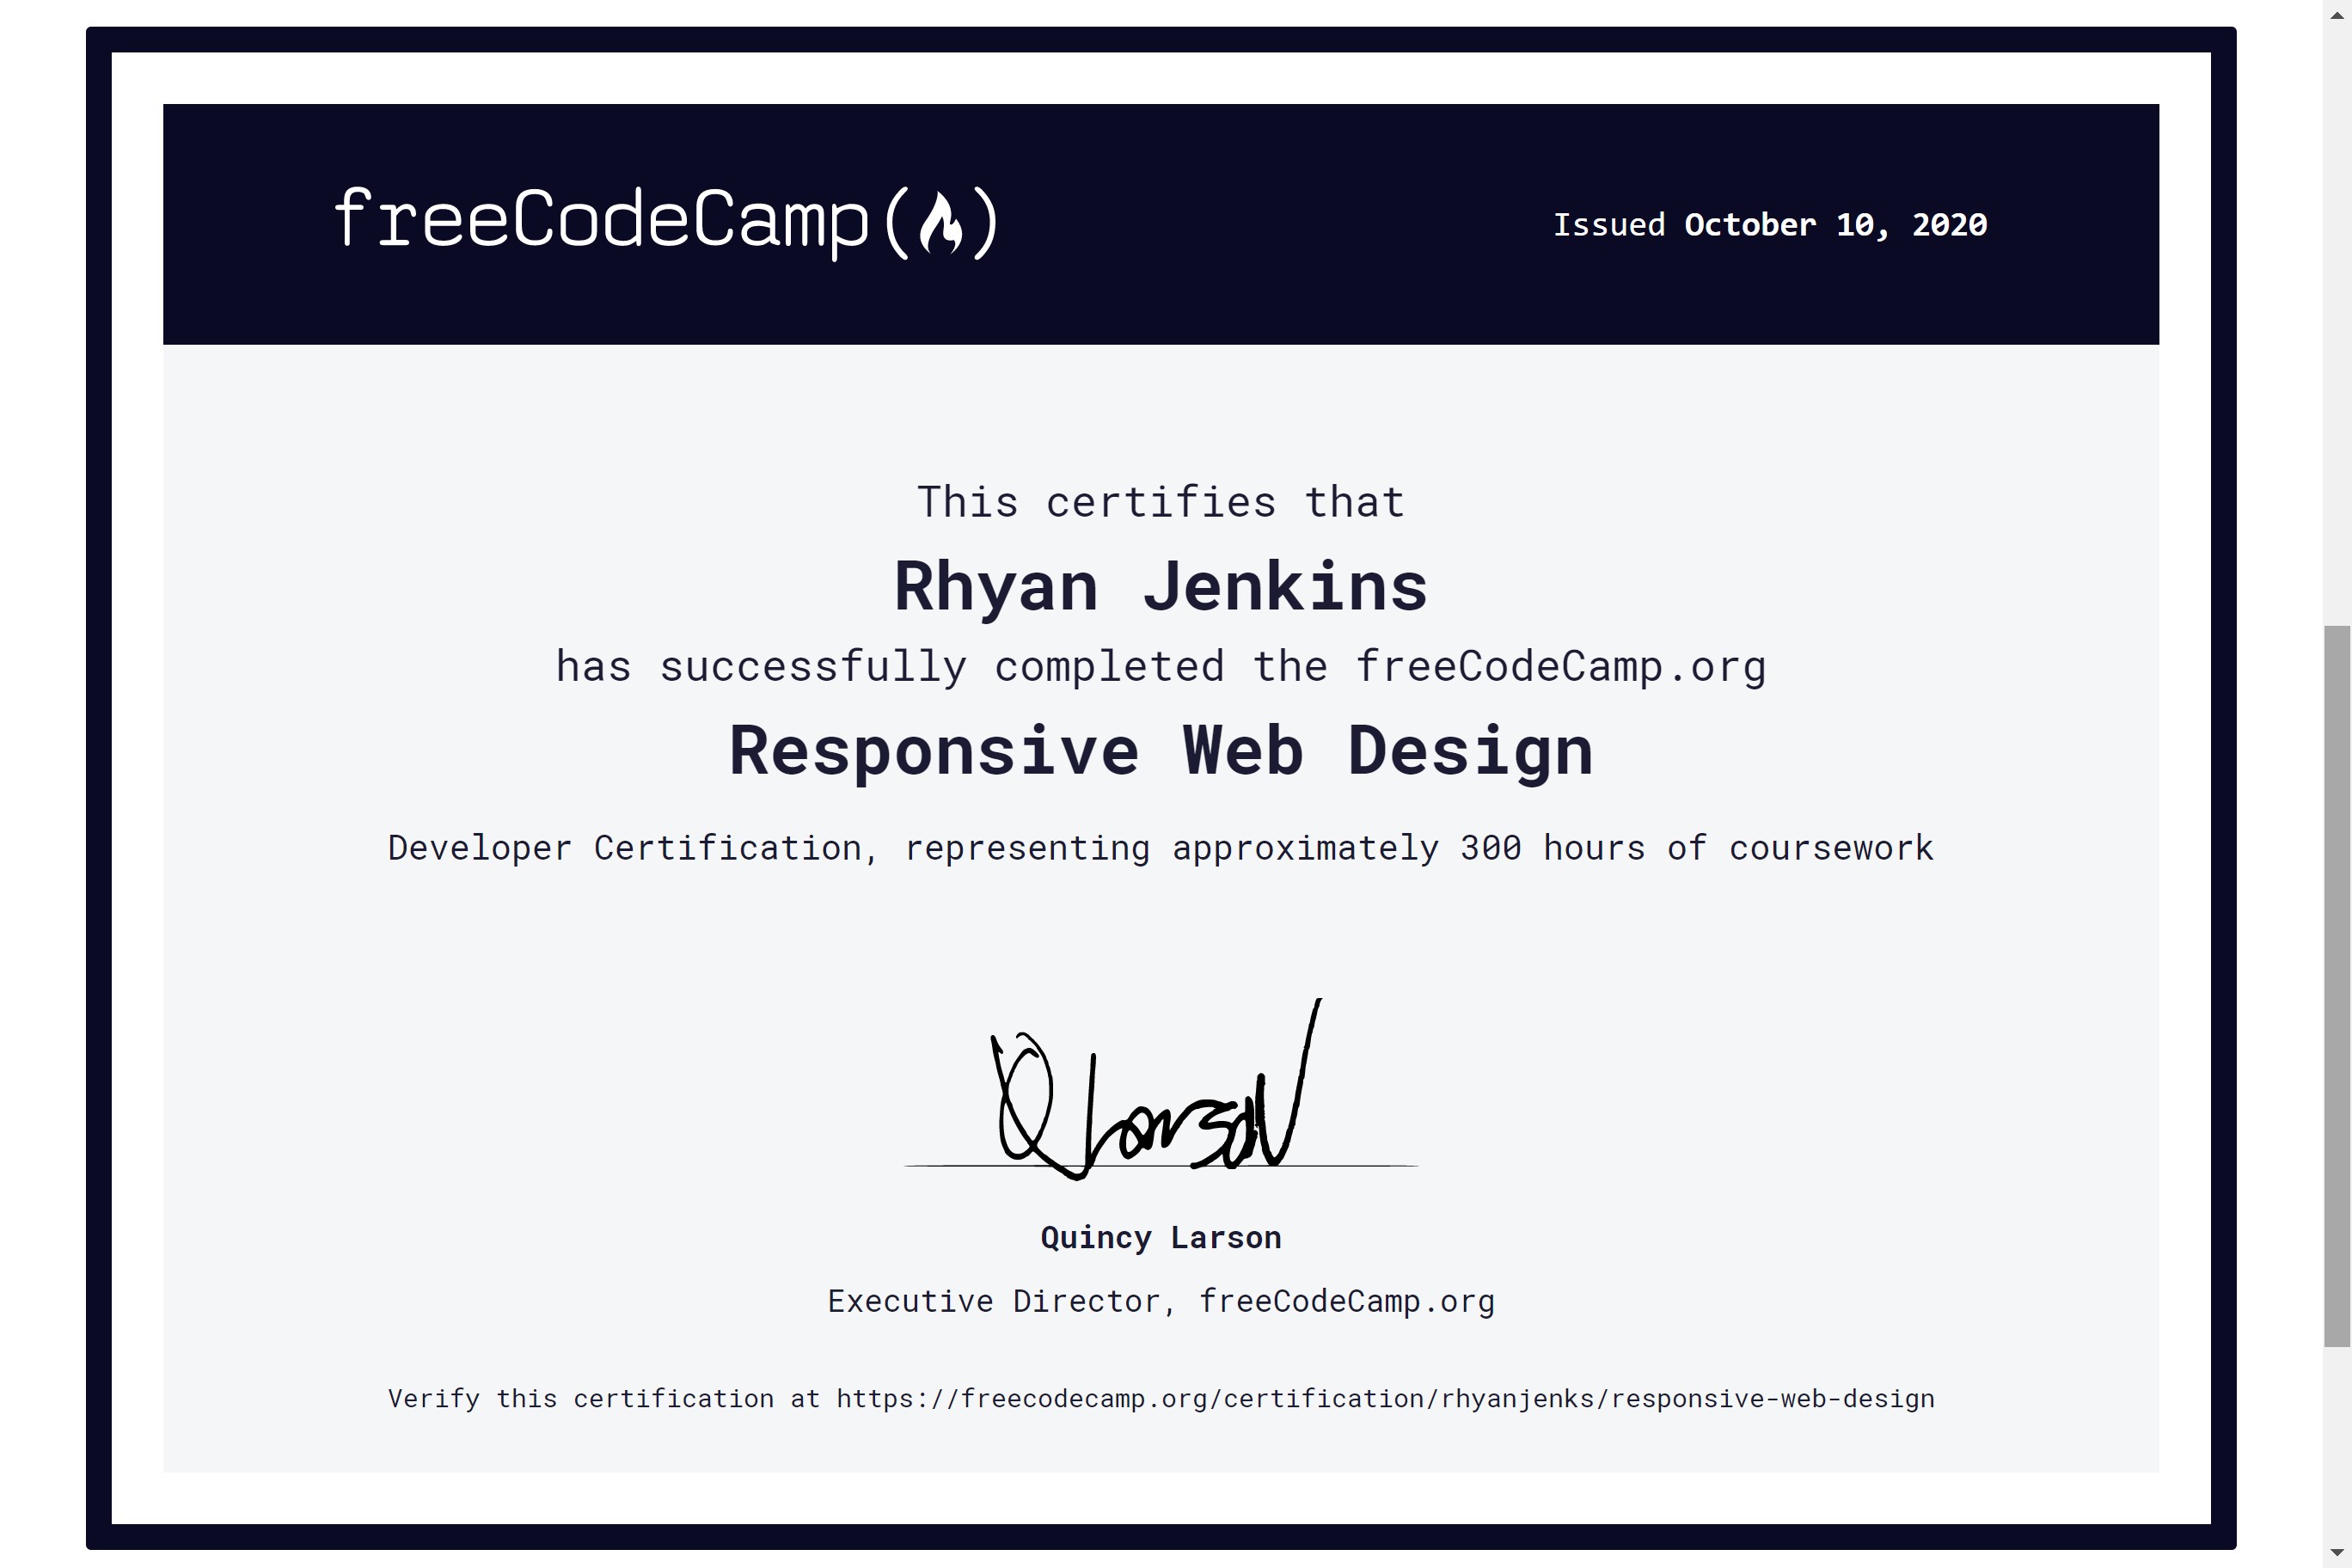 freeCodeCamp(🔥)
Issued October 10, 2020
This certifies that
Rhyan Jenkins
has successfully completed the freeCodeCamp.org
Responsive Web Design
Developer Certification, representing approximately 300 hours of coursework
QLarson
Quincy Larson
Executive Director, freeCodeCamp.org
Verify this certification at https://freecodecamp.org/certification/rhyanjenks/responsive-web-design